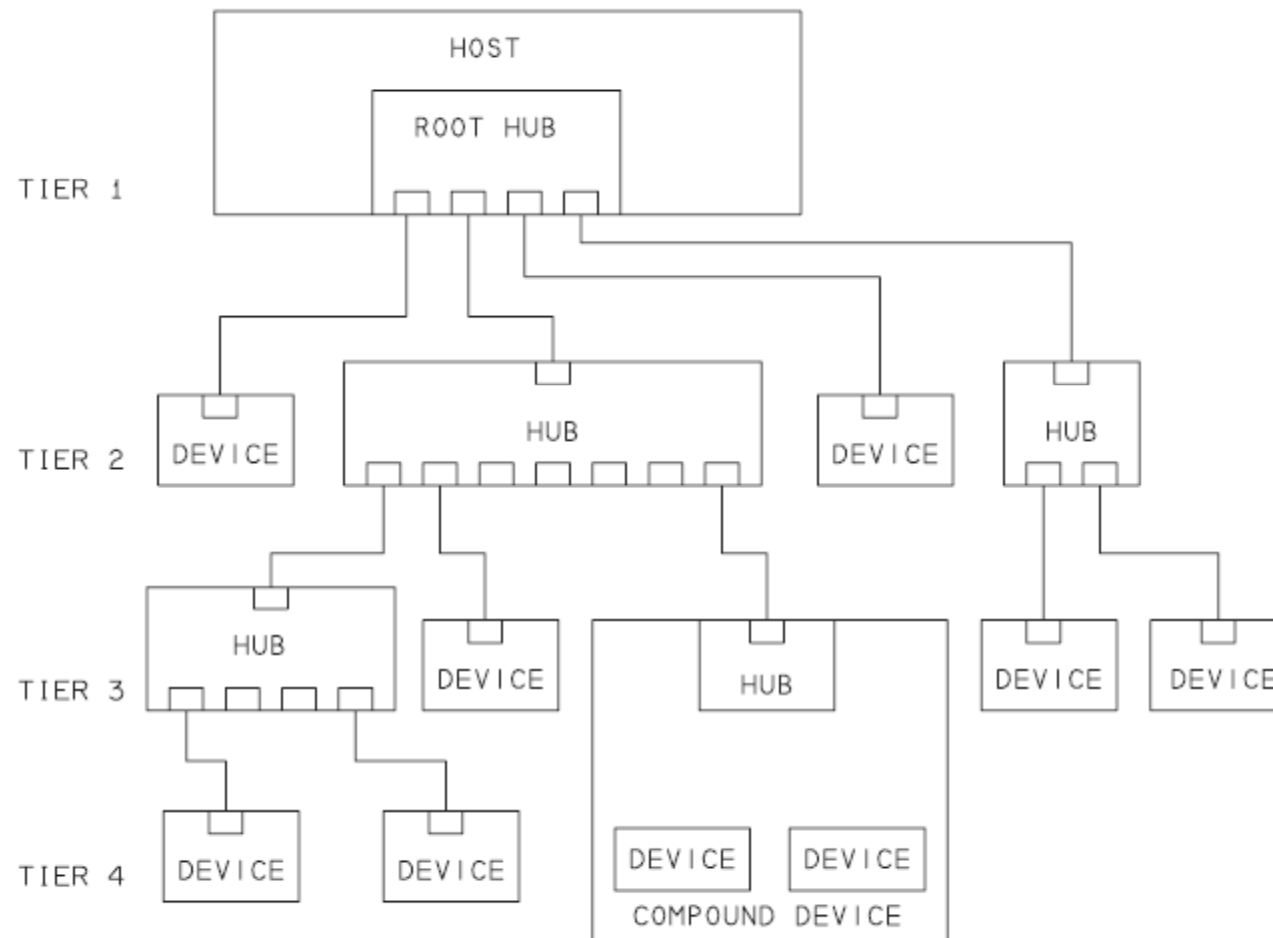 HOST
ROOT HUB
TIER 1
HUB
HUB
DEVICE
DEVICE
TIER 2
HUB
DEVICE
HUB
DEVICE
DEVICE
TIER 3
DEVICE
DEVICE
DEVICE
DEVICE
TIER 4
COMPOUND DEVICE